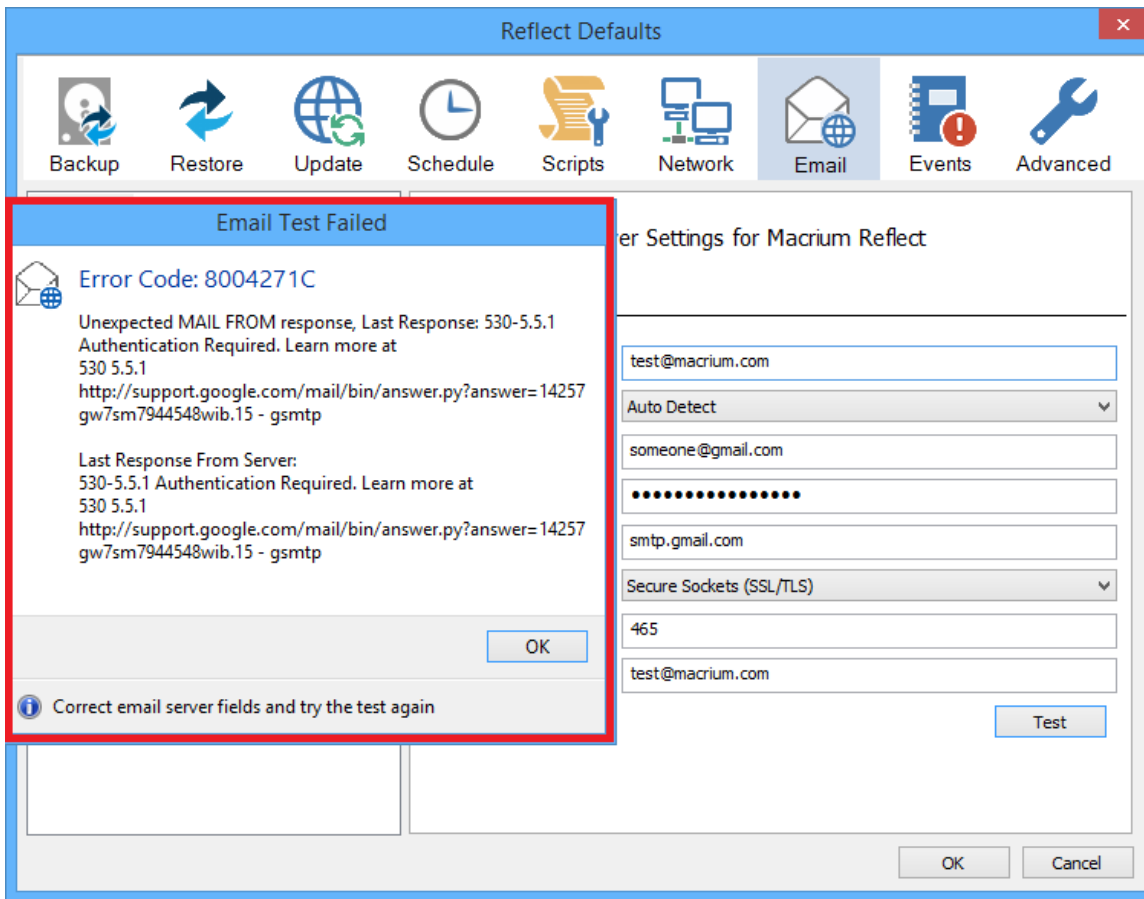 Reflect Defaults
Backup Restore Update Schedule Scripts Network Email Events Advanced
Email Test Failed
Error Code: 8004271C
Unexpected MAIL FROM response, Last Response: 530-5.5.1
Authentication Required. Learn more at
530 5.5.1
http://support.google.com/mail/bin/answer.py?answer=14257
gw7sm7944548wib.15 - gsmtp
Last Response From Server:
530-5.5.1 Authentication Required. Learn more at
530 5.5.1
http://support.google.com/mail/bin/answer.py?answer=14257
gw7sm7944548wib.15 - gsmtp
OK
Correct email server fields and try the test again
Settings for Macrium Reflect
test@macrium.com
Auto Detect
someone@gmail.com
••••••••••••••••
smtp.gmail.com
Secure Sockets (SSL/TLS)
465
test@macrium.com
Test
OK Cancel